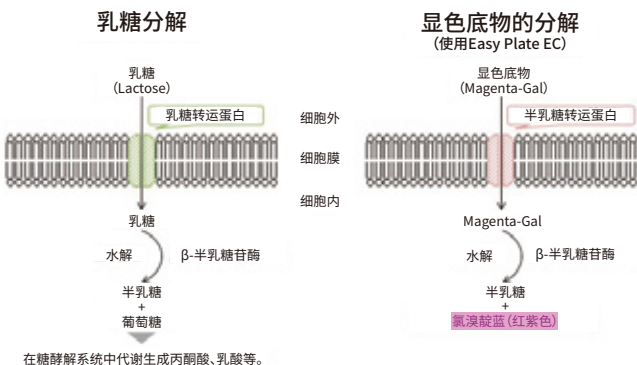 乳糖分解
乳糖
（Lactose）
乳糖转运蛋白
细胞外
细胞膜
细胞内
乳糖
水解
β-半乳糖苷酶
半乳糖
+
葡萄糖
在糖酵解系统中代谢生成丙酮酸、乳酸等。
显色底物的分解
（使用Easy Plate EC）
显色底物
（Magenta-Gal）
半乳糖转运蛋白
Magenta-Gal
水解
β-半乳糖苷酶
半乳糖
+
氯溴靛蓝（红紫色）